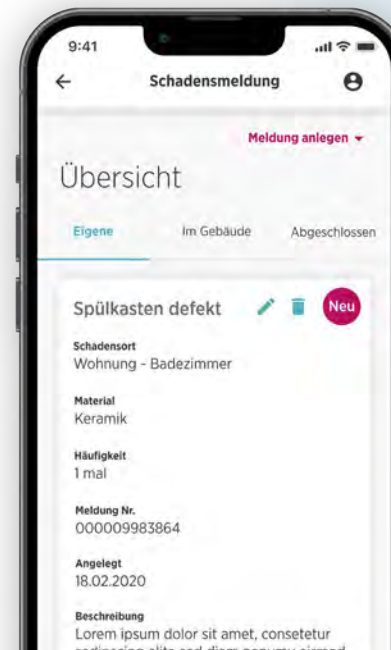 9:41
Schadensmeldung
Meldung anlegen
Übersicht
Eigene Im Gebäude Abgeschlossen
Spülkasten defekt Neu
Schadensort
Wohnung - Badezimmer
Material
Keramik
Häufigkeit
1 mal
Meldung Nr.
000009983864
Angelegt
18.02.2020
Beschreibung
Lorem ipsum dolor sit amet, consetetur